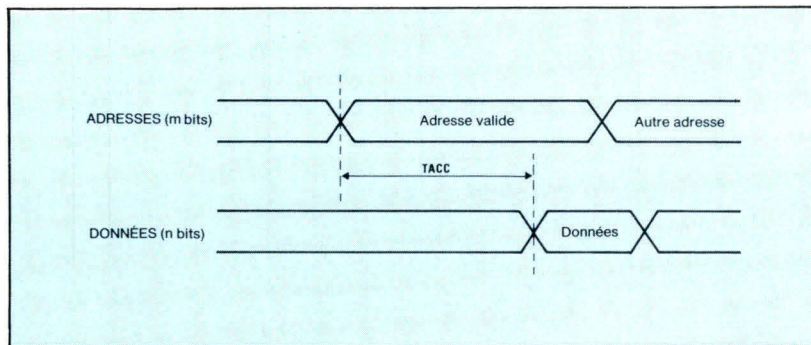 ADRESSES (m bits)
Adresse valide
Autre adresse
TACC
DONNÉES (n bits)
Données